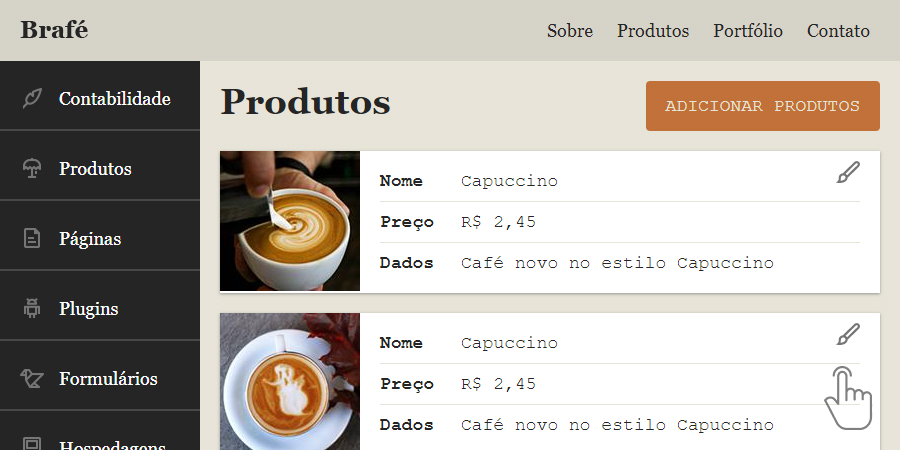 Brafé
Sobre Produtos Portfólio Contato
Contabilidade
Produtos
Páginas
Plugins
Formulários
Hospedagens
Produtos
ADICIONAR PRODUTOS
Nome Capuccino
Preço R$ 2,45
Dados Café novo no estilo Capuccino
Nome Capuccino
Preço R$ 2,45
Dados Café novo no estilo Capuccino